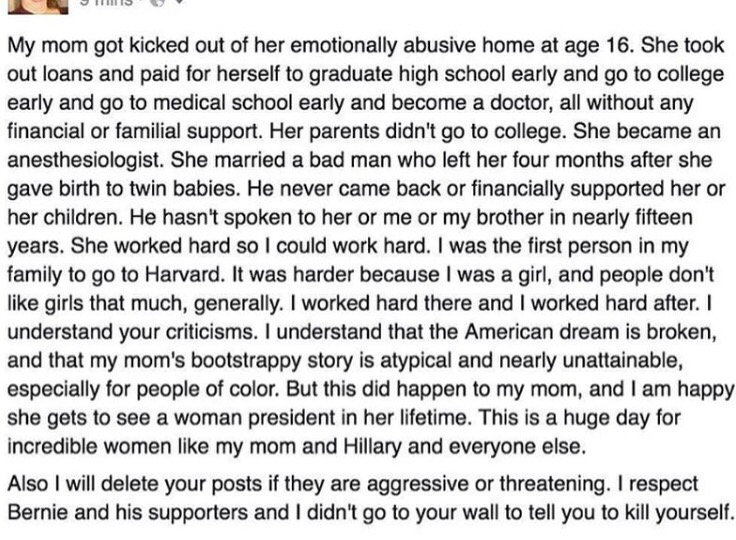 9 mins
My mom got kicked out of her emotionally abusive home at age 16. She took
out loans and paid for herself to graduate high school early and go to college
early and go to medical school early and become a doctor, all without any
financial or familial support. Her parents didn't go to college. She became an
anesthesiologist. She married a bad man who left her four months after she
gave birth to twin babies. He never came back or financially supported her or
her children. He hasn't spoken to her or me or my brother in nearly fifteen
years. She worked hard so I could work hard. I was the first person in my
family to go to Harvard. It was harder because I was a girl, and people don't
like girls that much, generally. I worked hard there and I worked hard after. I
understand your criticisms. I understand that the American dream is broken,
and that my mom's bootstrappy story is atypical and nearly unattainable,
especially for people of color. But this did happen to my mom, and I am happy
she gets to see a woman president in her lifetime. This is a huge day for
incredible women like my mom and Hillary and everyone else.
Also I will delete your posts if they are aggressive or threatening. I respect
Bernie and his supporters and I didn't go to your wall to tell you to kill yourself.